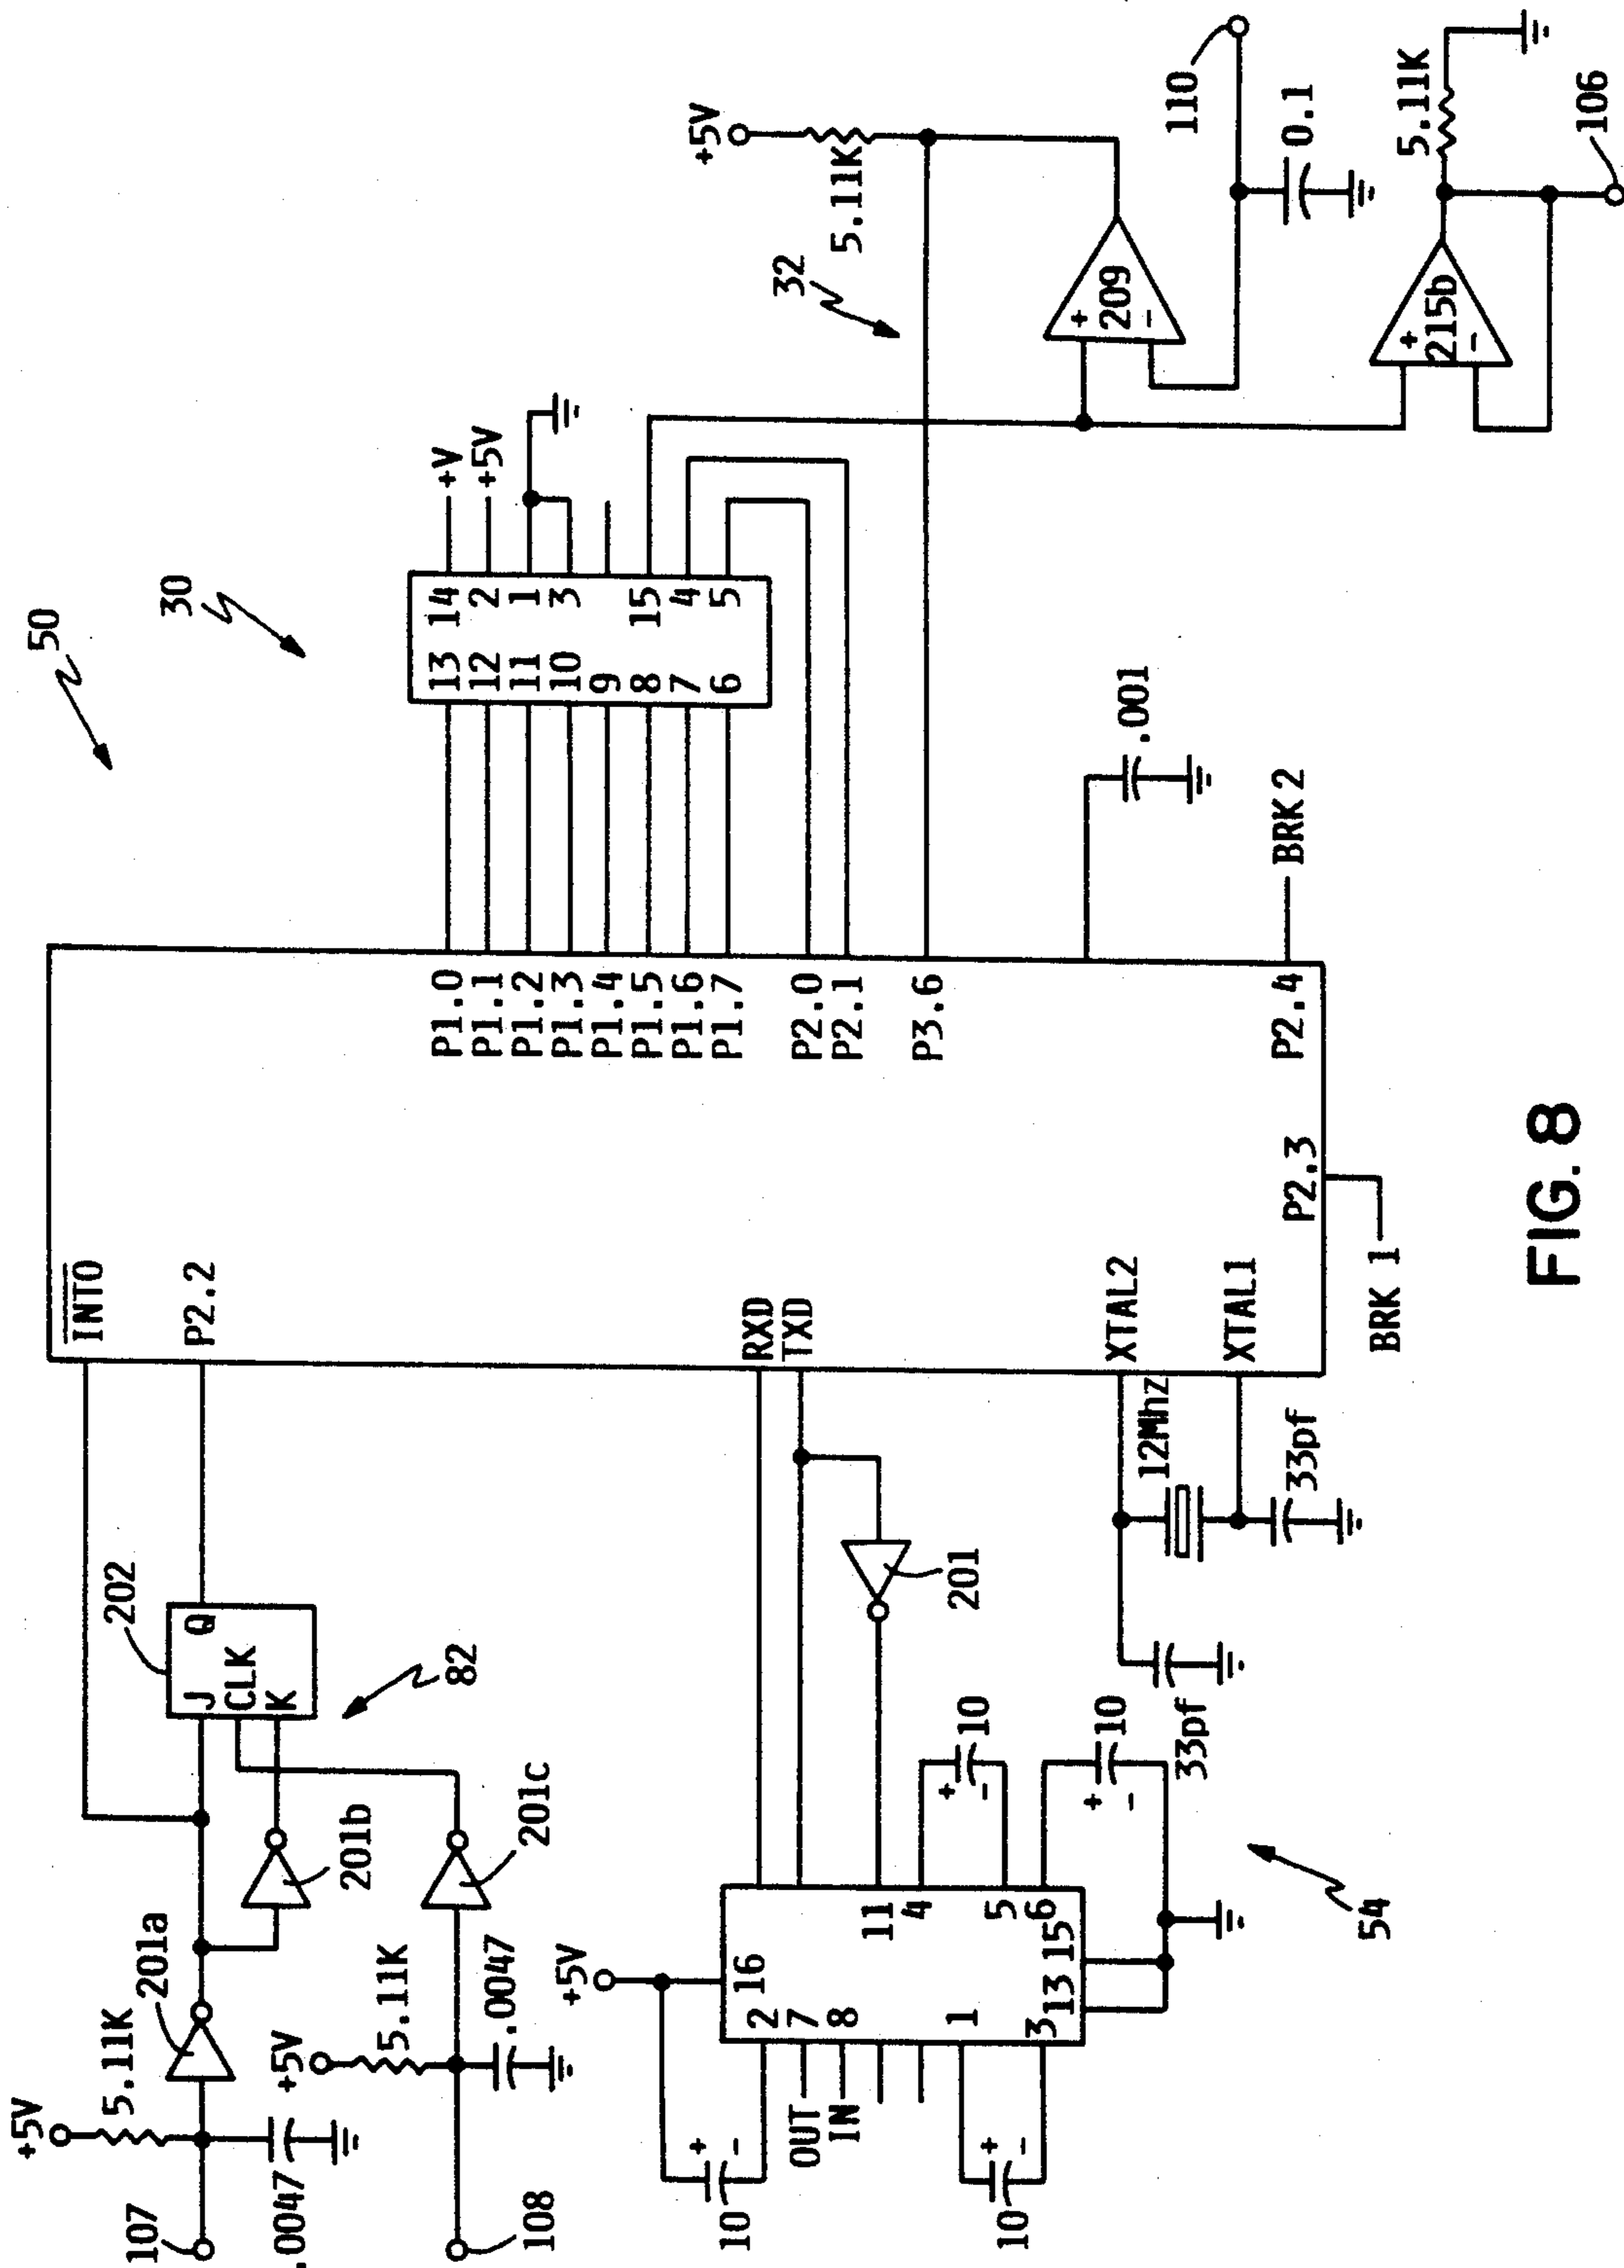 50
30
32
+5V
5.11K
110
0.1
5.11K
106
+
209
-
+
215b
-
+V
+5V
13 14
12 2
11 1
10 3
9
8 15
7 4
6 5
.001
BRK 2
INT0
P2.2
P1.0
P1.1
P1.2
P1.3
P1.4
P1.5
P1.6
P1.7
P2.0
P2.1
P3.6
P2.4
P2.3
BRK 1
RXD
TXD
XTAL2
XTAL1
12Mhz
33pf
33pf
202
J Q
CLK
K
82
201a
201b
201c
+5V
5.11K
107
.0047
+5V
5.11K
.0047
108
201
+5V
16
2
7
8
1
3
13
15
11
4
5
6
OUT
IN
10
+
-
10
+
-
10
+
-
10
+
-
54
FIG. 8